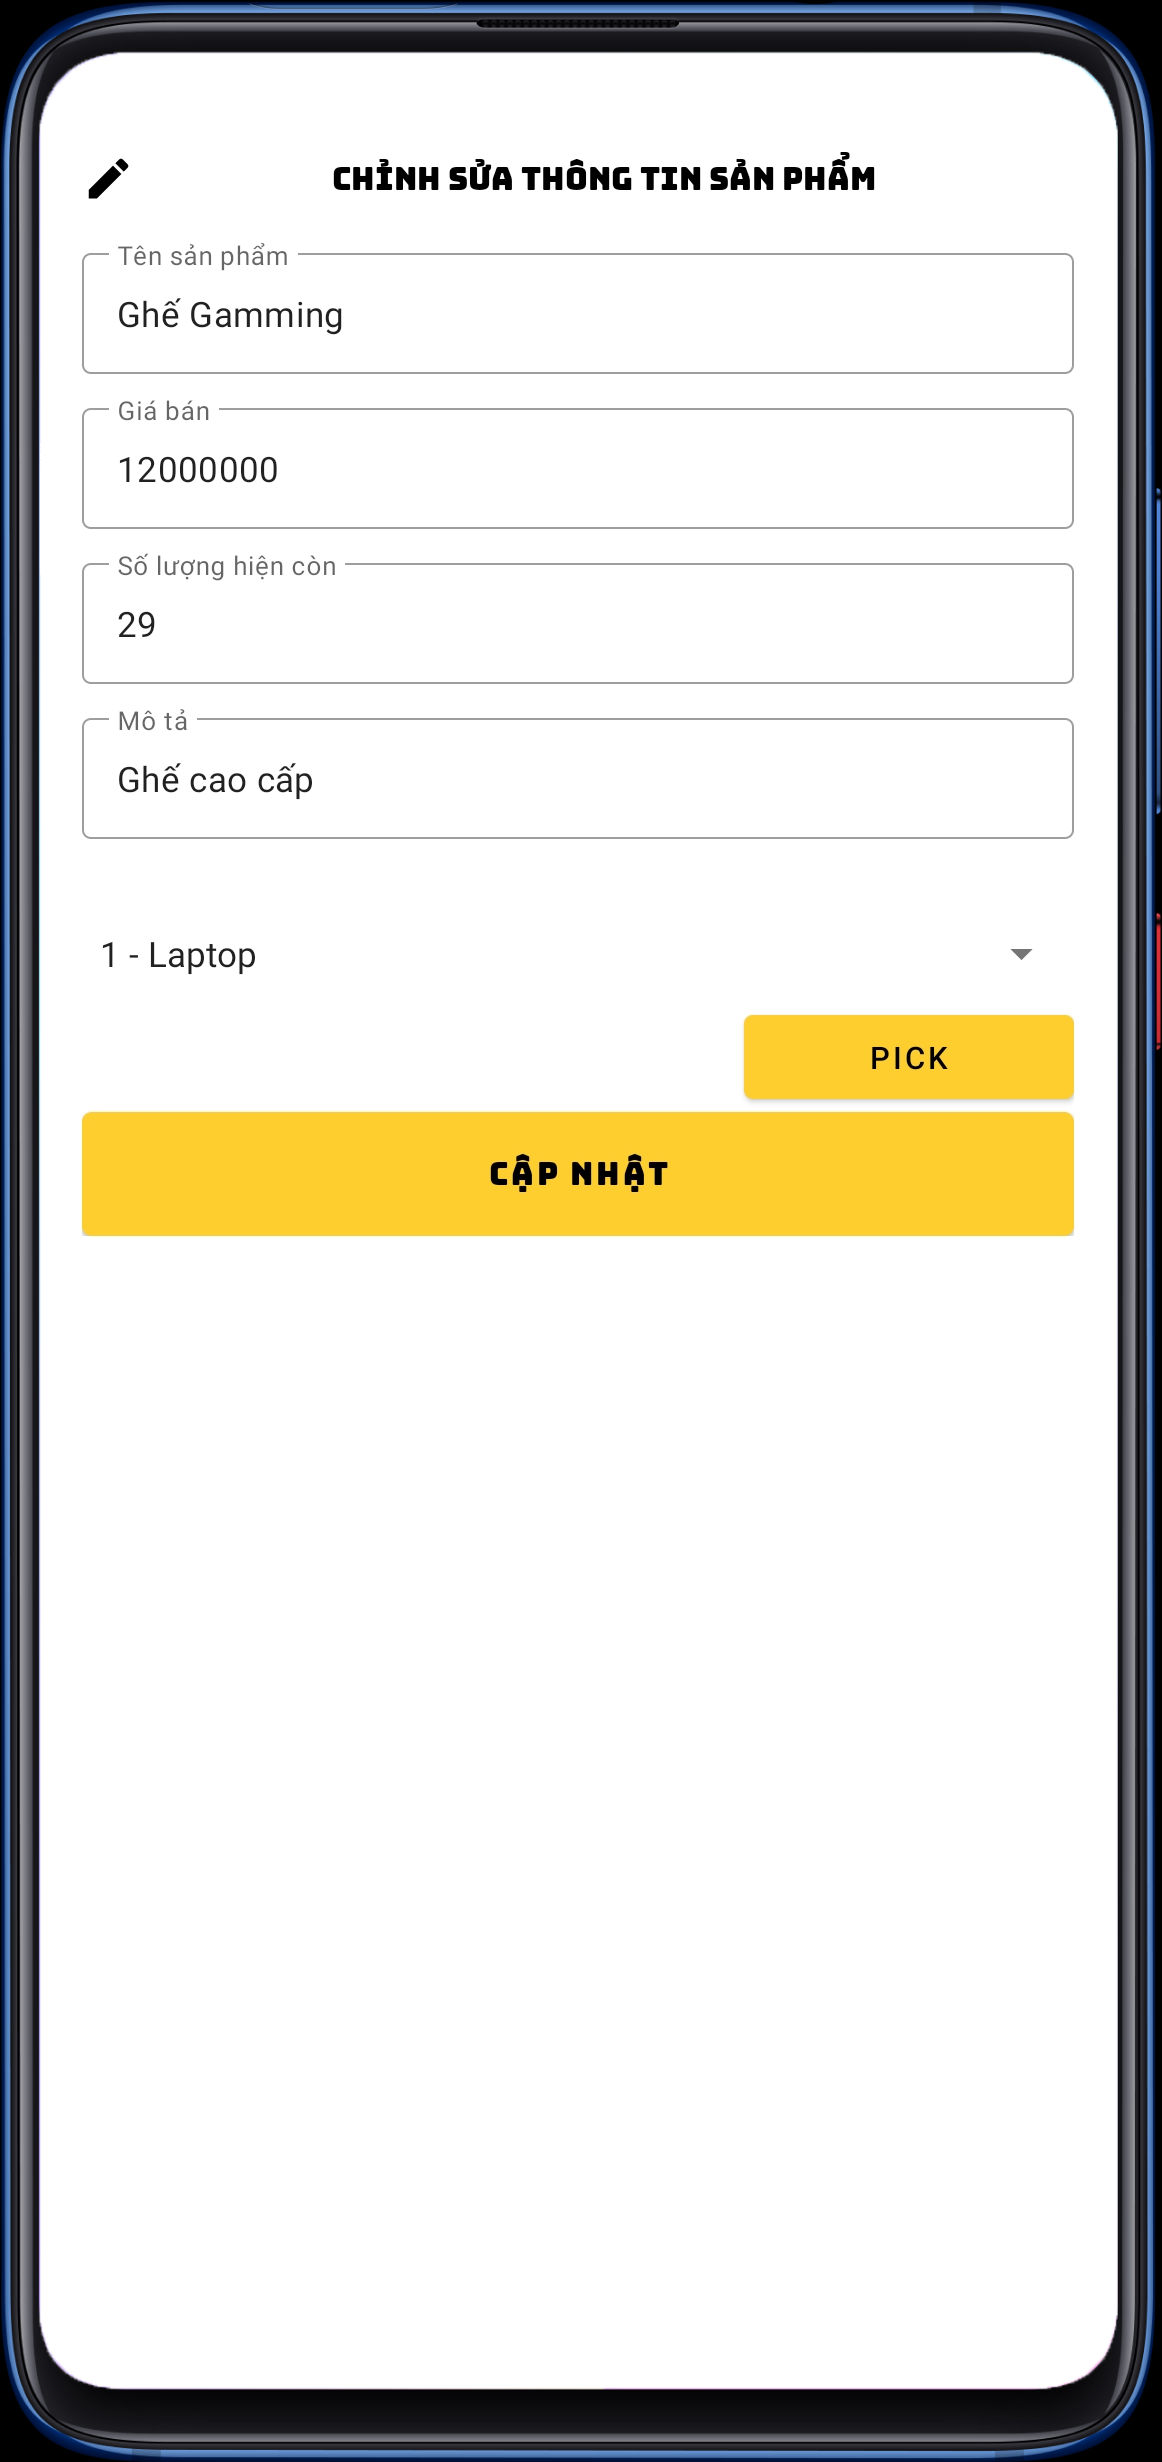 CHỈNH SỬA THÔNG TIN SẢN PHẨM
Tên sản phẩm
Ghế Gamming
Giá bán
12000000
Số lượng hiện còn
29
Mô tả
Ghế cao cấp
1 - Laptop
PICK
CẬP NHẬT